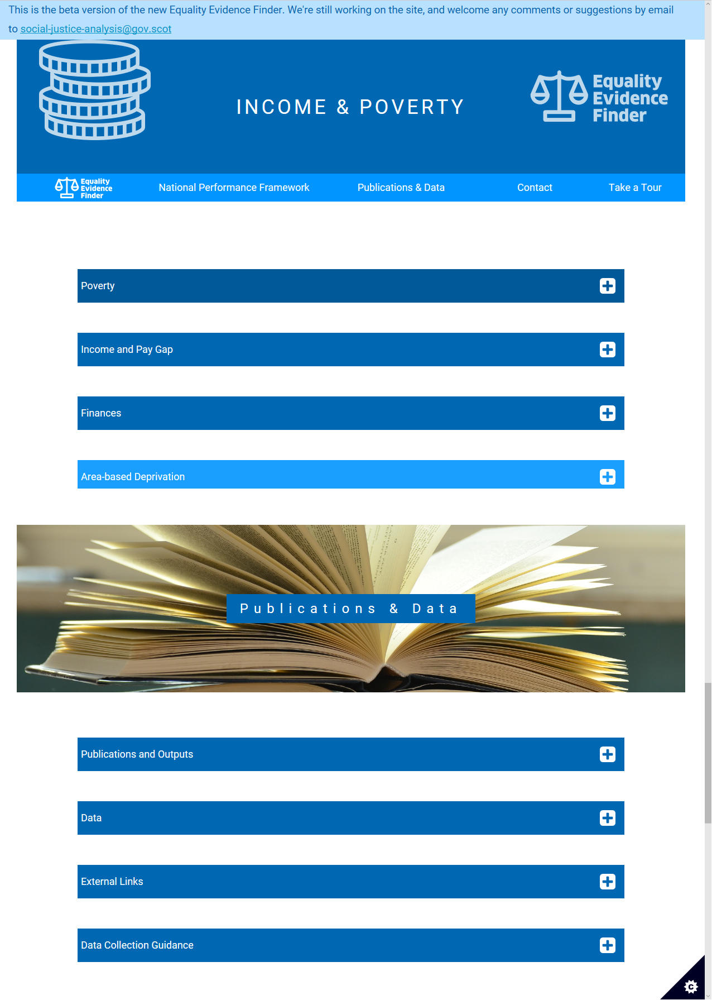 This is the beta version of the new Equality Evidence Finder. We're still working on the site, and welcome any comments or suggestions by email
to social-justice-analysis@gov.scot
INCOME & POVERTY
Equality
Evidence
Finder
Equality
Evidence
Finder
National Performance Framework
Publications & Data
Contact
Take a Tour
Poverty
Income and Pay Gap
Finances
Area-based Deprivation
Publications & Data
Publications and Outputs
Data
External Links
Data Collection Guidance
C